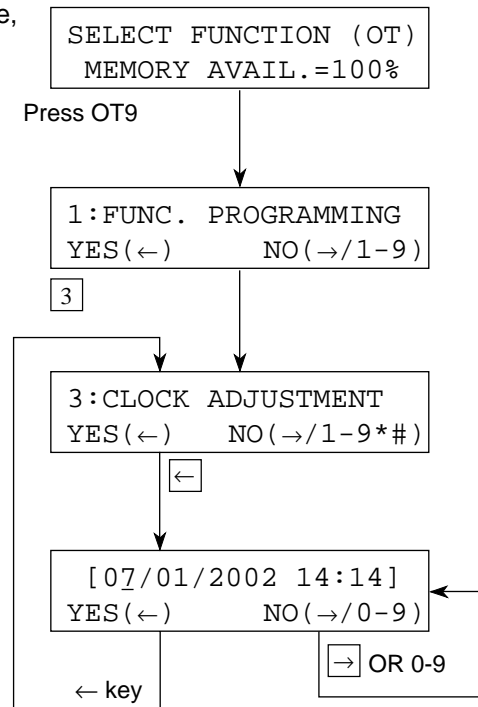 e,
SELECT FUNCTION (OT)
MEMORY AVAIL.=100%
Press OT9
1:FUNC. PROGRAMMING
YES(←) NO(→/1-9)
3
3:CLOCK ADJUSTMENT
YES(←) NO(→/1-9*#)
←
[07/01/2002 14:14]
YES(←) NO(→/0-9)
→ OR 0-9
← key